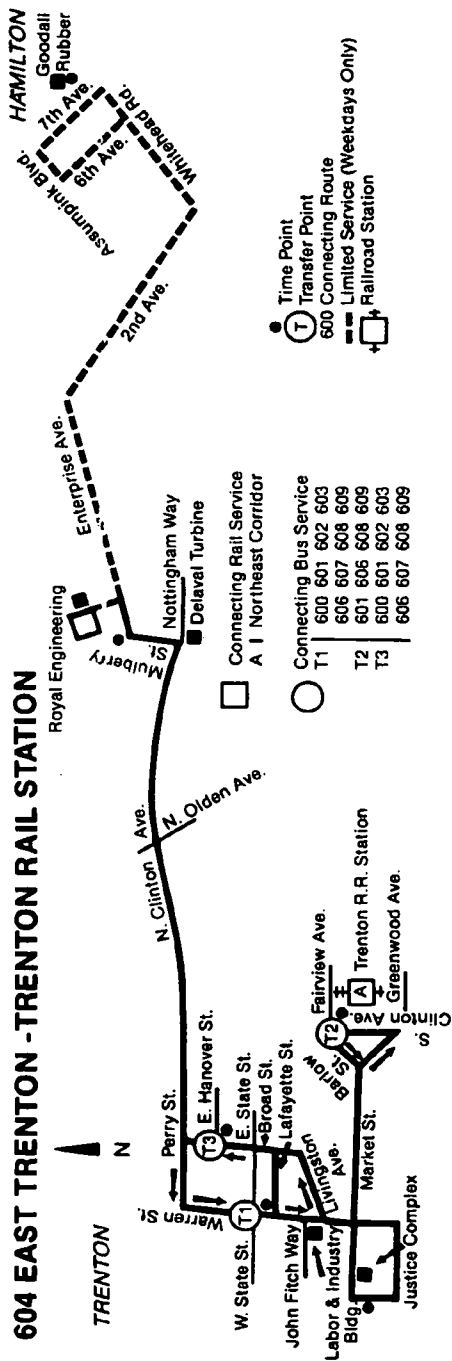 604 EAST TRENTON - TRENTON RAIL STATION
TRENTON
N
HAMILTON
Goodall
Rubber
7th Ave.
6th Ave.
Assumpink Blvd.
Whitehead Rd.
2nd Ave.
Enterprise Ave.
Royal Engineering
Mulberry
St.
Nottingham Way
Delaval Turbine
N. Clinton Ave.
N. Olden Ave.
Perry St.
Warren St.
T3
E. Hanover St.
W. State St.
T1
E. State St.
Broad St.
Lafayette St.
John Fitch Way
Livingston
Ave.
Labor & Industry
Bldg.
Market St.
Justice Complex
Barlow
St.
T2
Fairview Ave.
A
Trenton R.R. Station
Greenwood Ave.
S.
Clinton Ave.
Connecting Rail Service
A | Northeast Corridor
Connecting Bus Service
T1 600 601 602 603
606 607 608 609
T2 601 606 608 609
T3 600 601 602 603
606 607 608 609
Time Point
T Transfer Point
600 Connecting Route
Limited Service (Weekdays Only)
Railroad Station